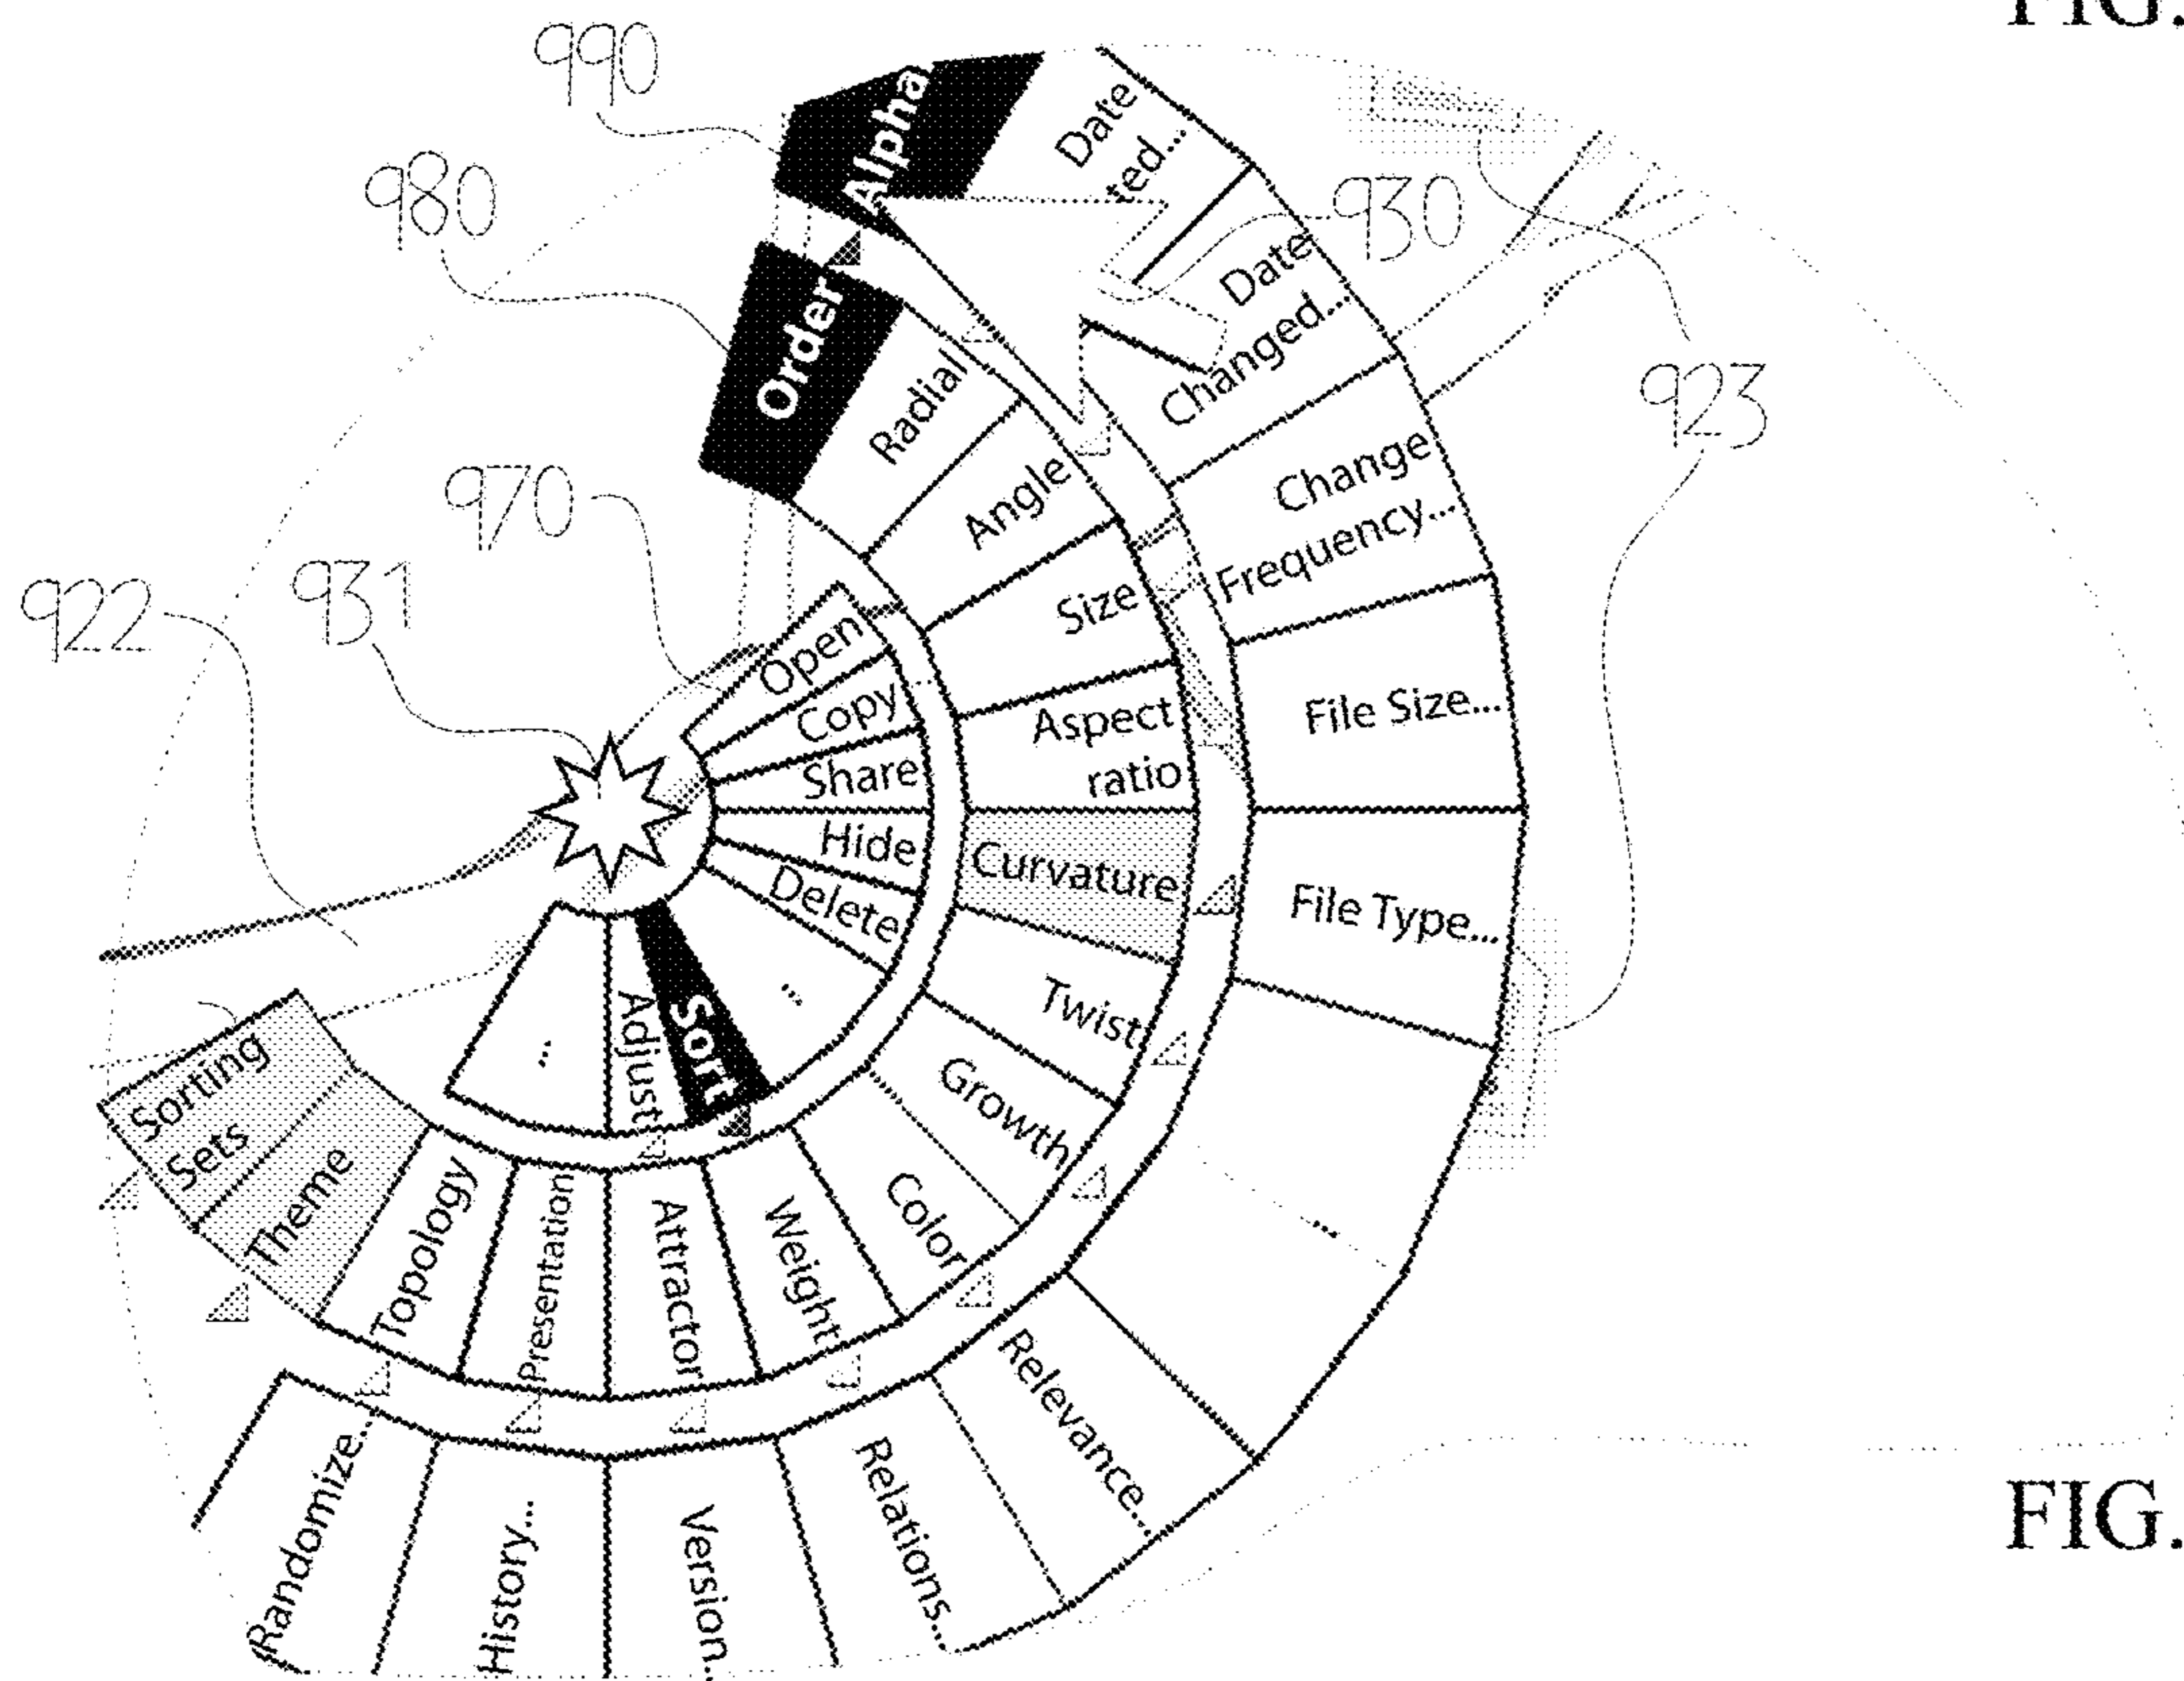 FIG.
990
980
970
931
922
930
923
Alpha
Date
ted...
Date
Changed...
Change
Frequency...
File Size...
File Type...
...
Relevance...
Relations...
Version...
History...
Randomize...
Order
Radial
Angle
Size
Aspect
ratio
Curvature
Twist
Growth
Color
Weight
Attractor
Presentation
Topology
Theme
Sorting
Sets
Open
Copy
Share
Hide
Delete
...
Sort
Adjust
...
FIG.